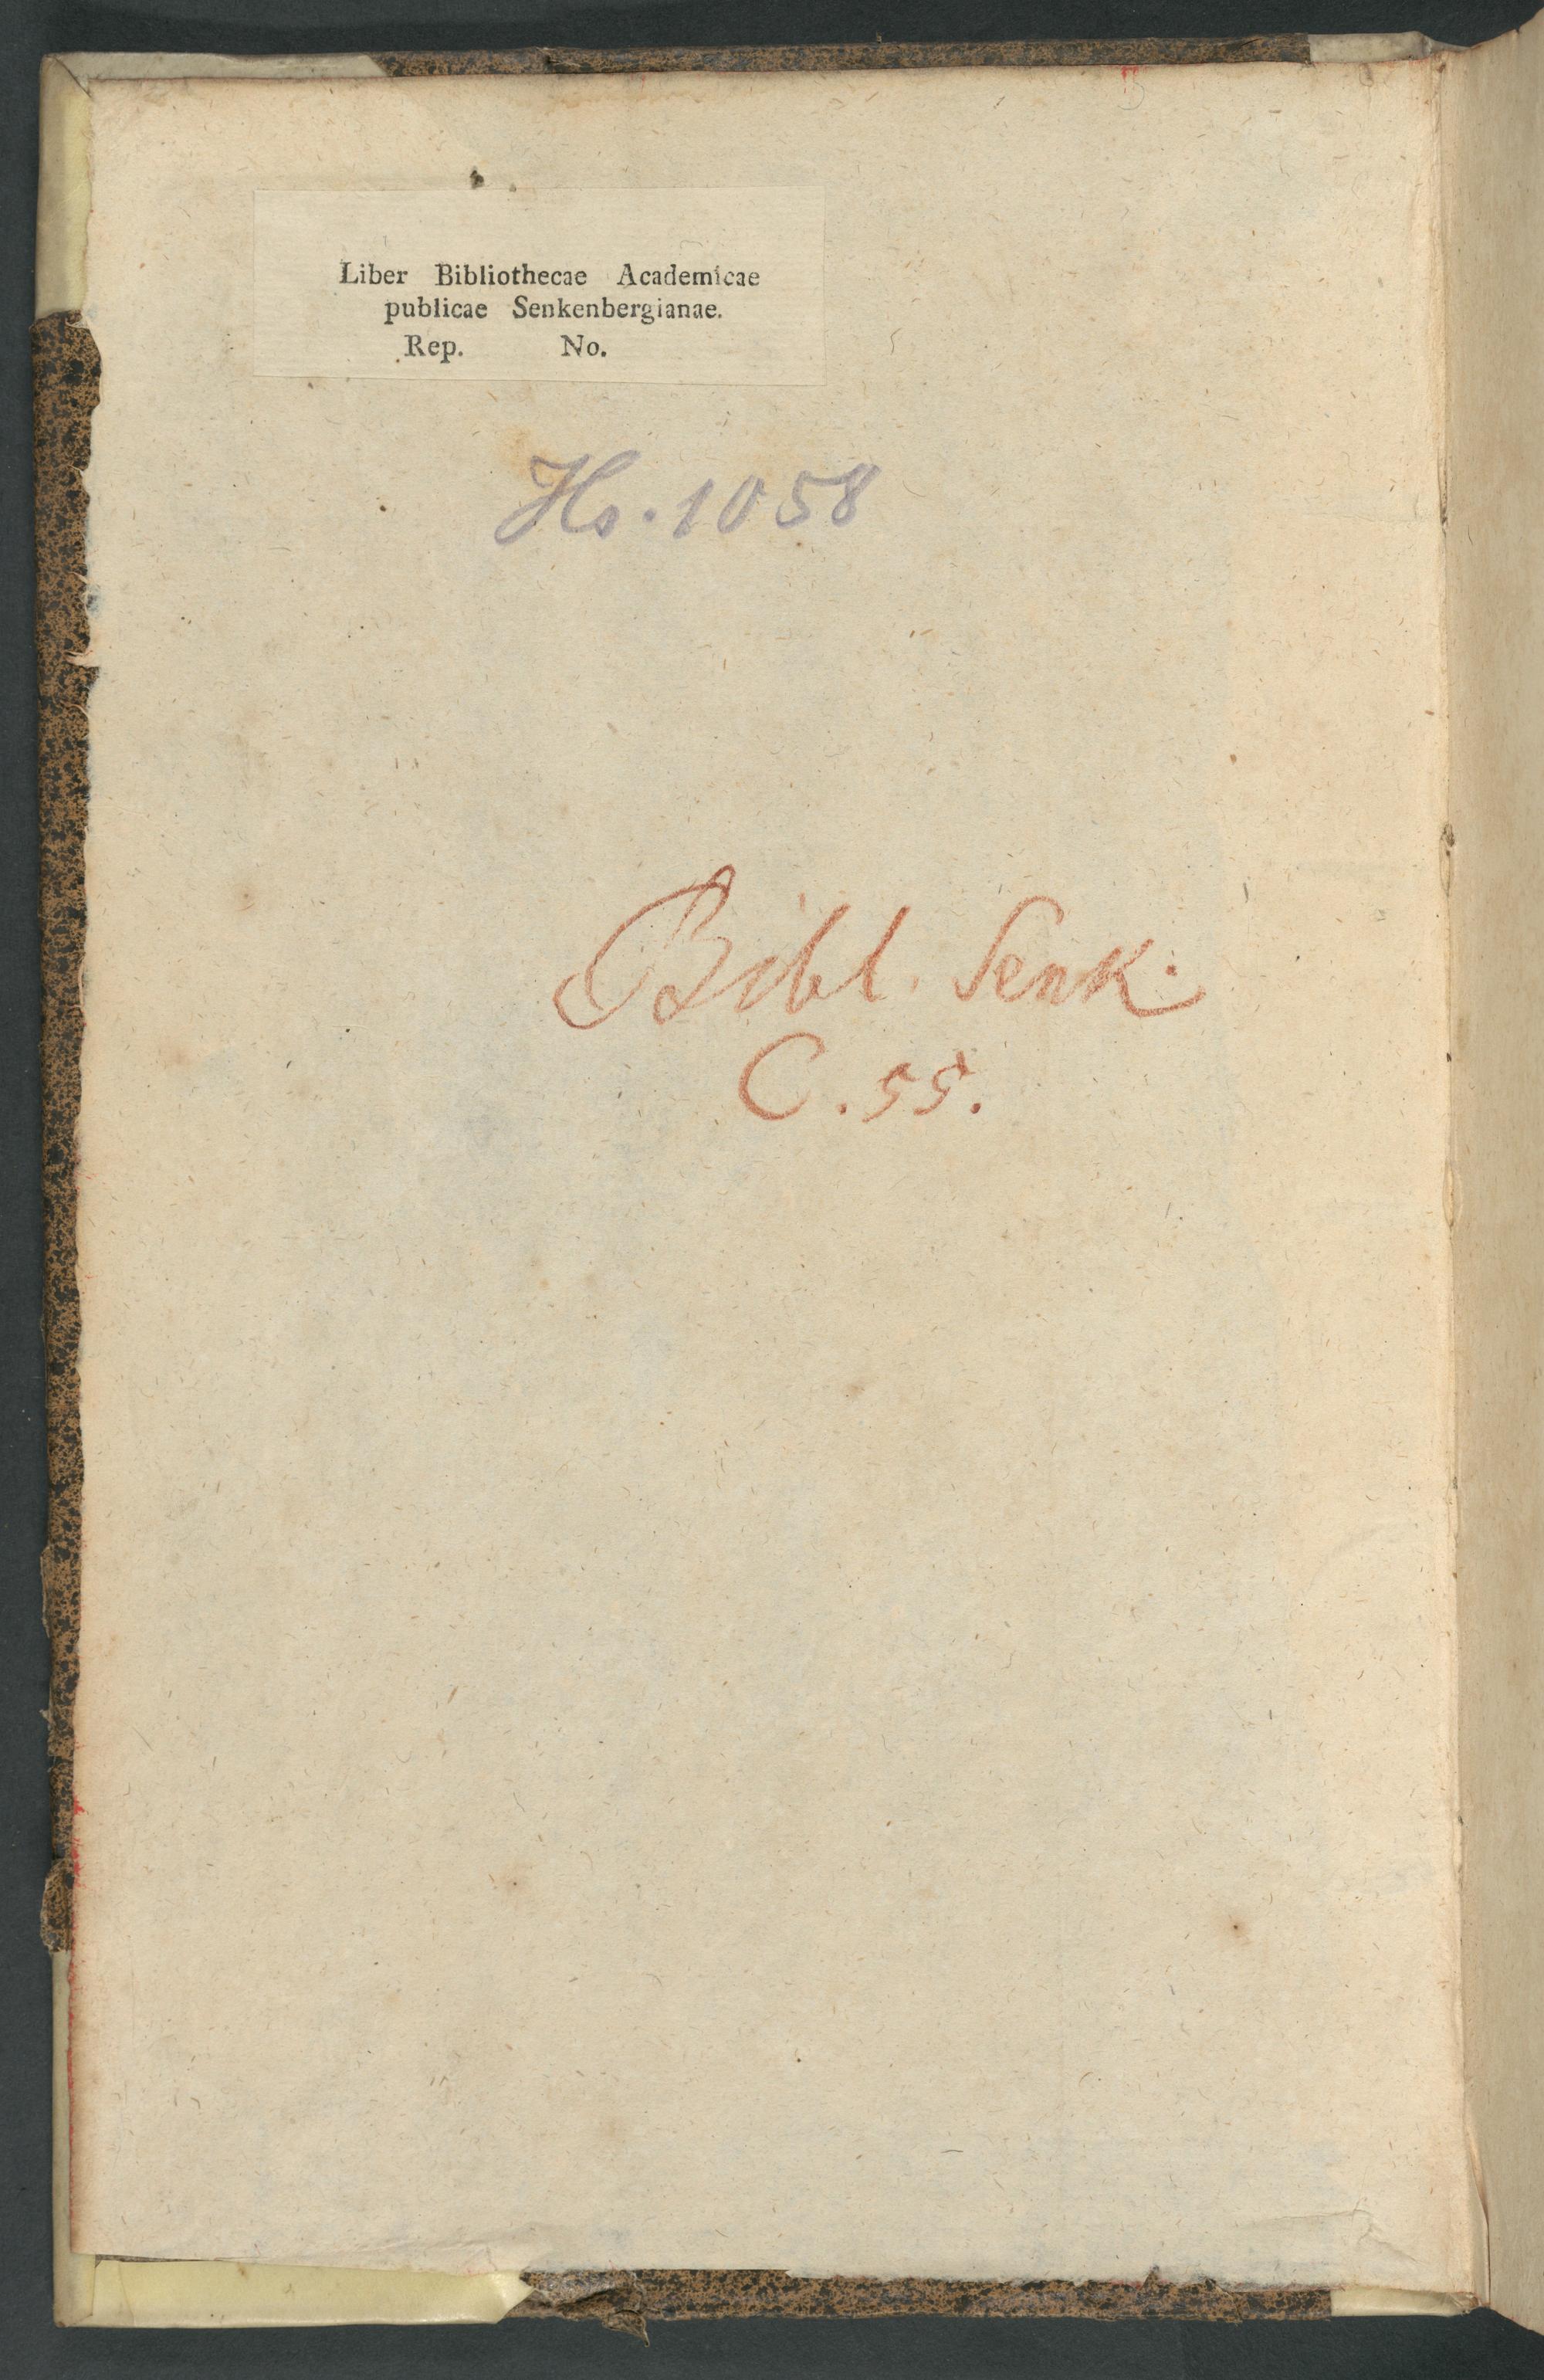 Liber Bibliothecae Academicae
publicae Senkenbergianae.
Rep. No.
Hs. 1058
Bibl. Senk.
C. 55.